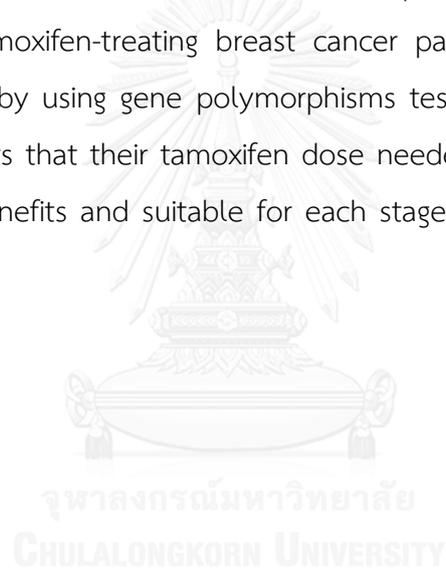 moxifen-treating breast cancer pa
by using gene polymorphisms tes
s that their tamoxifen dose neede
nefits and suitable for each stage
จุฬาลงกรณ์มหาวิทยาลัย
CHULALONGKORN UNIVERSITY